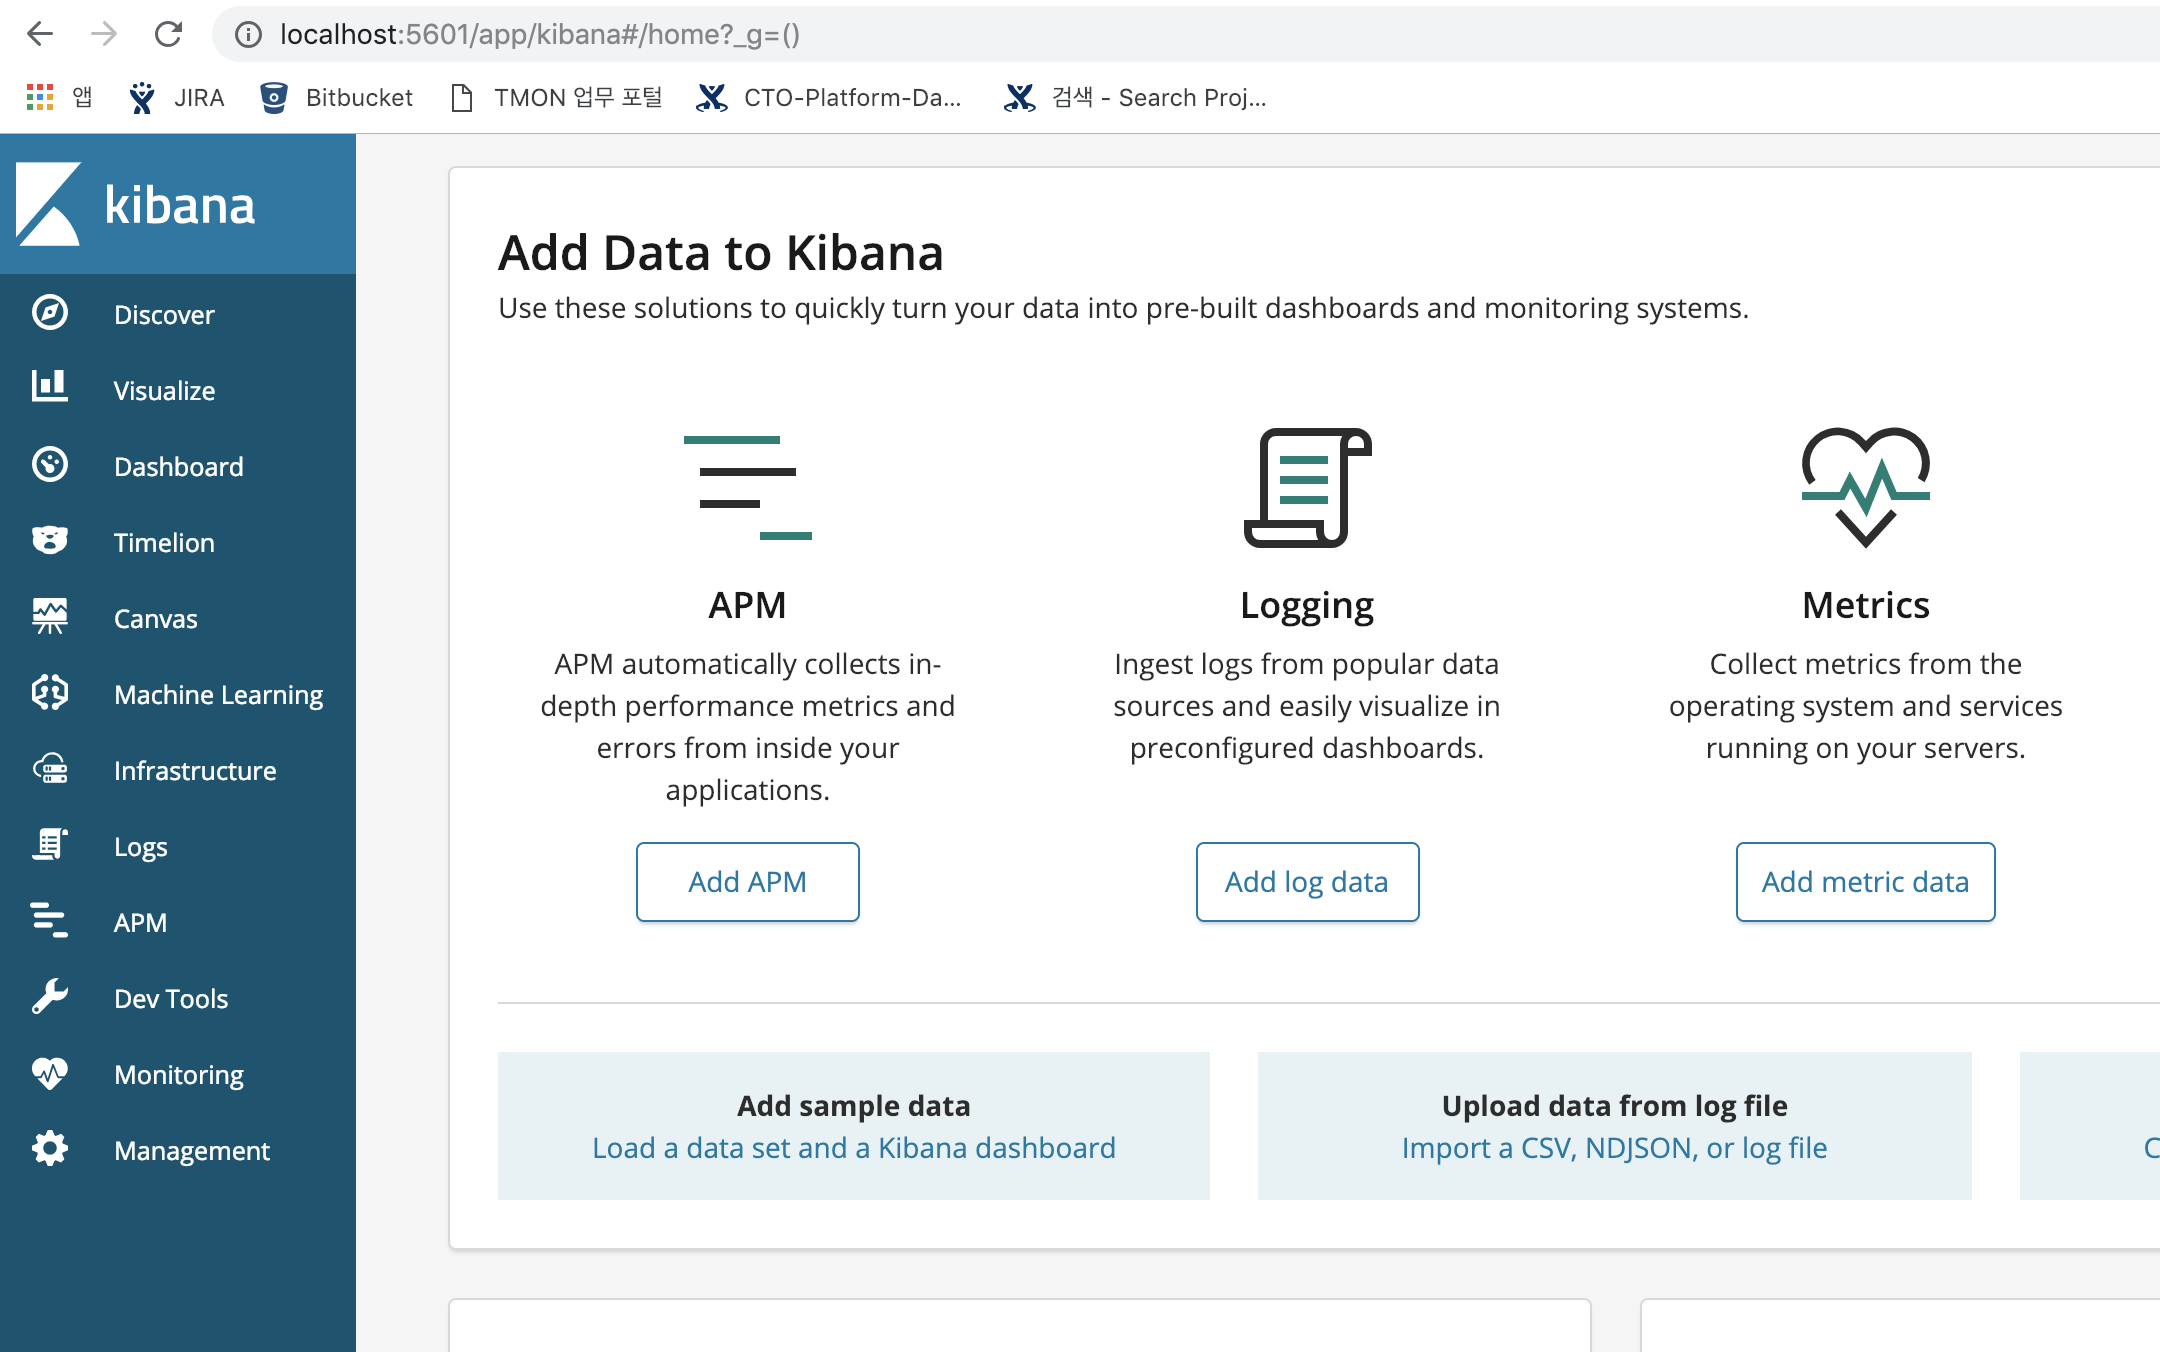 localhost:5601/app/kibana#/home?_g=()
앱 JIRA Bitbucket TMON 업무 포털 CTO-Platform-Da... 검색 - Search Proj...
kibana
Discover
Visualize
Dashboard
Timelion
Canvas
Machine Learning
Infrastructure
Logs
APM
Dev Tools
Monitoring
Management
Add Data to Kibana
Use these solutions to quickly turn your data into pre-built dashboards and monitoring systems.
APM
APM automatically collects in-
depth performance metrics and
errors from inside your
applications.
Add APM
Logging
Ingest logs from popular data
sources and easily visualize in
preconfigured dashboards.
Add log data
Metrics
Collect metrics from the
operating system and services
running on your servers.
Add metric data
Add sample data
Load a data set and a Kibana dashboard
Upload data from log file
Import a CSV, NDJSON, or log file